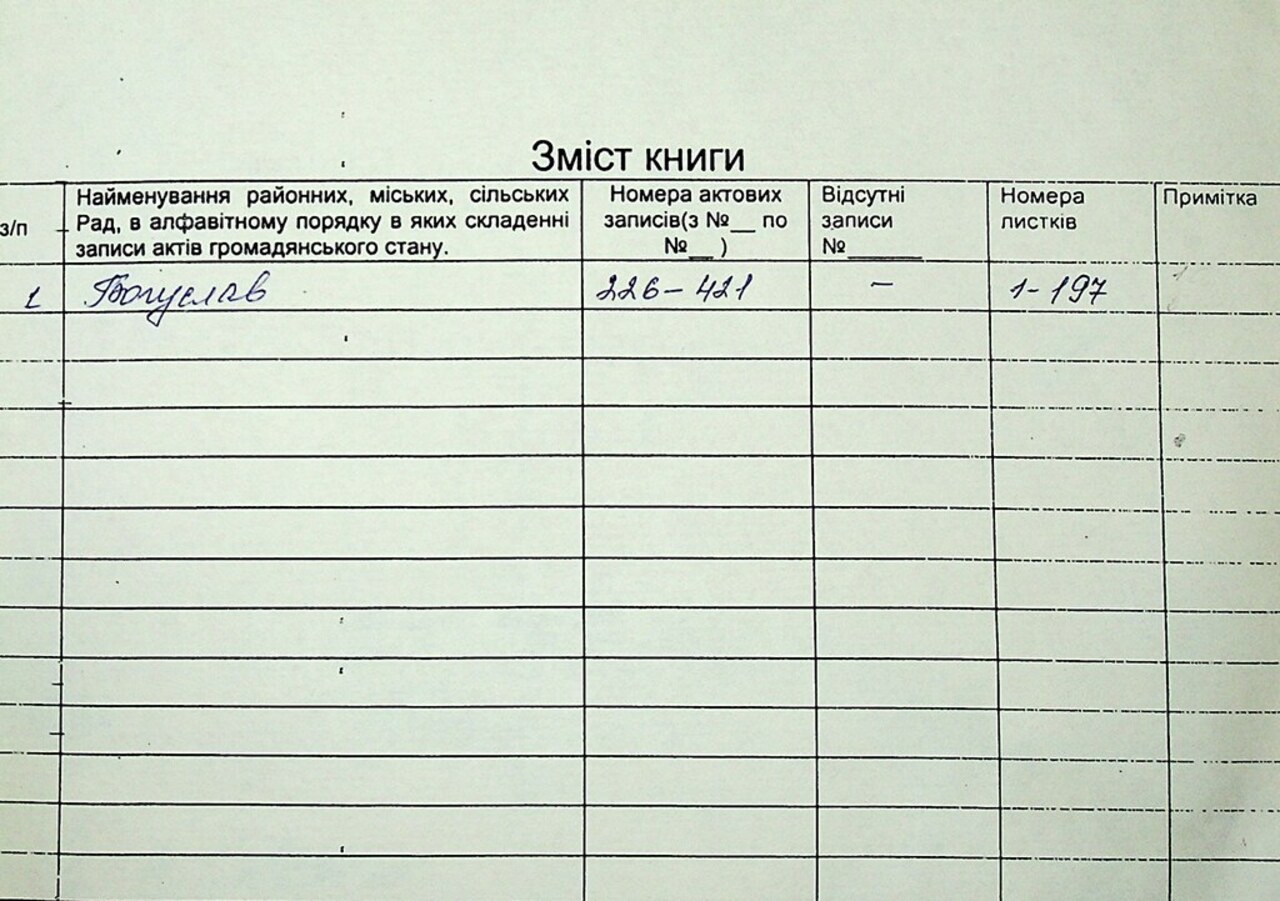 Зміст книги
з/п
Найменування районних, міських, сільських
Рад, в алфавітному порядку в яких складенні
записи актів громадянського стану.
Номера актових
записів(з №__ по
№__ )
Відсутні
записи
№______
Номера
листків
Примітка
1 Богуслав 226-421 - 1-197